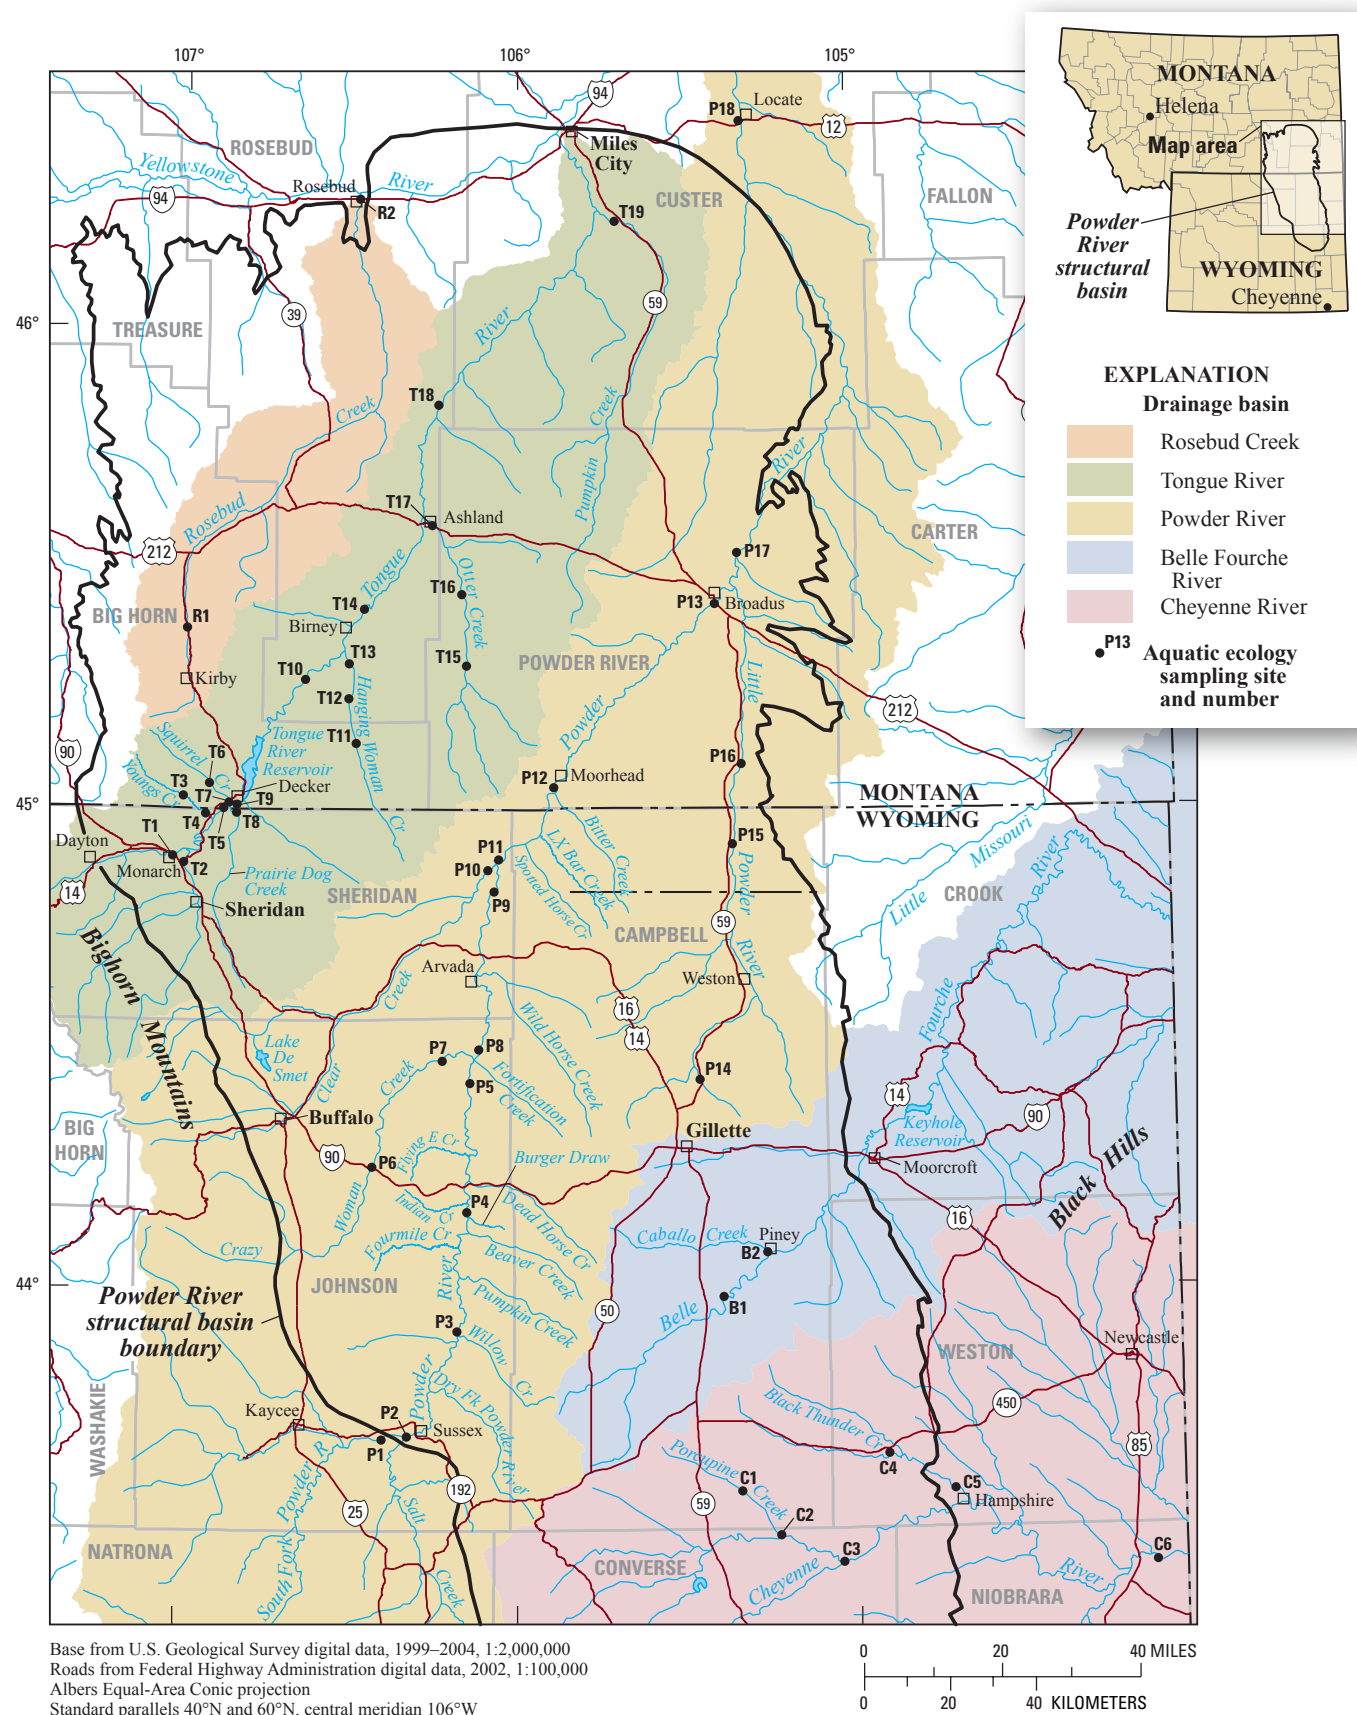 107°
106°
105°
94
P18
Locate
12
Miles
City
ROSEBUD
Yellowstone
River
Rosebud
94
R2
CUSTER
FALLON
T19
59
39
46°
TREASURE
River
T18
Creek
Creek
Pumpkin
River
Rosebud
T17
Ashland
212
CARTER
P17
Tongue
Otter Creek
T16
T14
P13
Broadus
BIG HORN
R1
Birney
T13
T15
POWDER RIVER
Kirby
T10
T12
Hanging Woman
Cr
Little
212
Powder
T11
90
Squirrel
Cr
Tongue
River
Reservoir
T6
P16
Youngs Cr
T3
T7
Decker
T9
P12
Moorhead
45°
MONTANA
WYOMING
T4
T5
T8
T1
Dayton
Monarch
T2
P15
Powder
River
Bitter Creek
LX Bar Creek
Spotted Horse Cr
P11
P10
P9
Little
Missouri
River
14
Prairie Dog
Creek
Sheridan
SHERIDAN
CROOK
59
CAMPBELL
Bighorn
Mountains
Arvada
Creek
Weston
16
14
Fourche
Lake
De
Smet
Clear
P7
P8
Wild Horse Creek
P5
Fortification
Creek
Creek
P14
14
BIG
HORN
Buffalo
Gillette
Keyhole
Reservoir
90
Flying E Cr
Burger Draw
90
P6
Moorcroft
Black Hills
Woman
Indian Cr
P4
Dead Horse Cr
16
Crazy
Fourmile Cr
Beaver Creek
Caballo Creek
Piney
B2
44°
JOHNSON
River
Pumpkin Creek
Powder River
structural basin
boundary
50
Belle
B1
P3
Willow
Cr
Newcastle
WESTON
WASHAKIE
Powder
Dry Fk Powder River
Kaycee
P2
Sussex
Black Thunder Cr
450
P1
85
Porcupine
Creek
C4
Powder R
South Fork
C1
C5
Hampshire
192
59
25
Salt
Creek
C2
NATRONA
CONVERSE
C3
C6
Cheyenne
River
NIOBRARA
MONTANA
Helena
Map area
Powder
River
structural
basin
WYOMING
Cheyenne
EXPLANATION
Drainage basin
Rosebud Creek
Tongue River
Powder River
Belle Fourche
River
Cheyenne River
P13
Aquatic ecology
sampling site
and number
Base from U.S. Geological Survey digital data, 1999–2004, 1:2,000,000
Roads from Federal Highway Administration digital data, 2002, 1:100,000
Albers Equal-Area Conic projection
Standard parallels 40°N and 60°N, central meridian 106°W
0 20 40 MILES
0 20 40 KILOMETERS